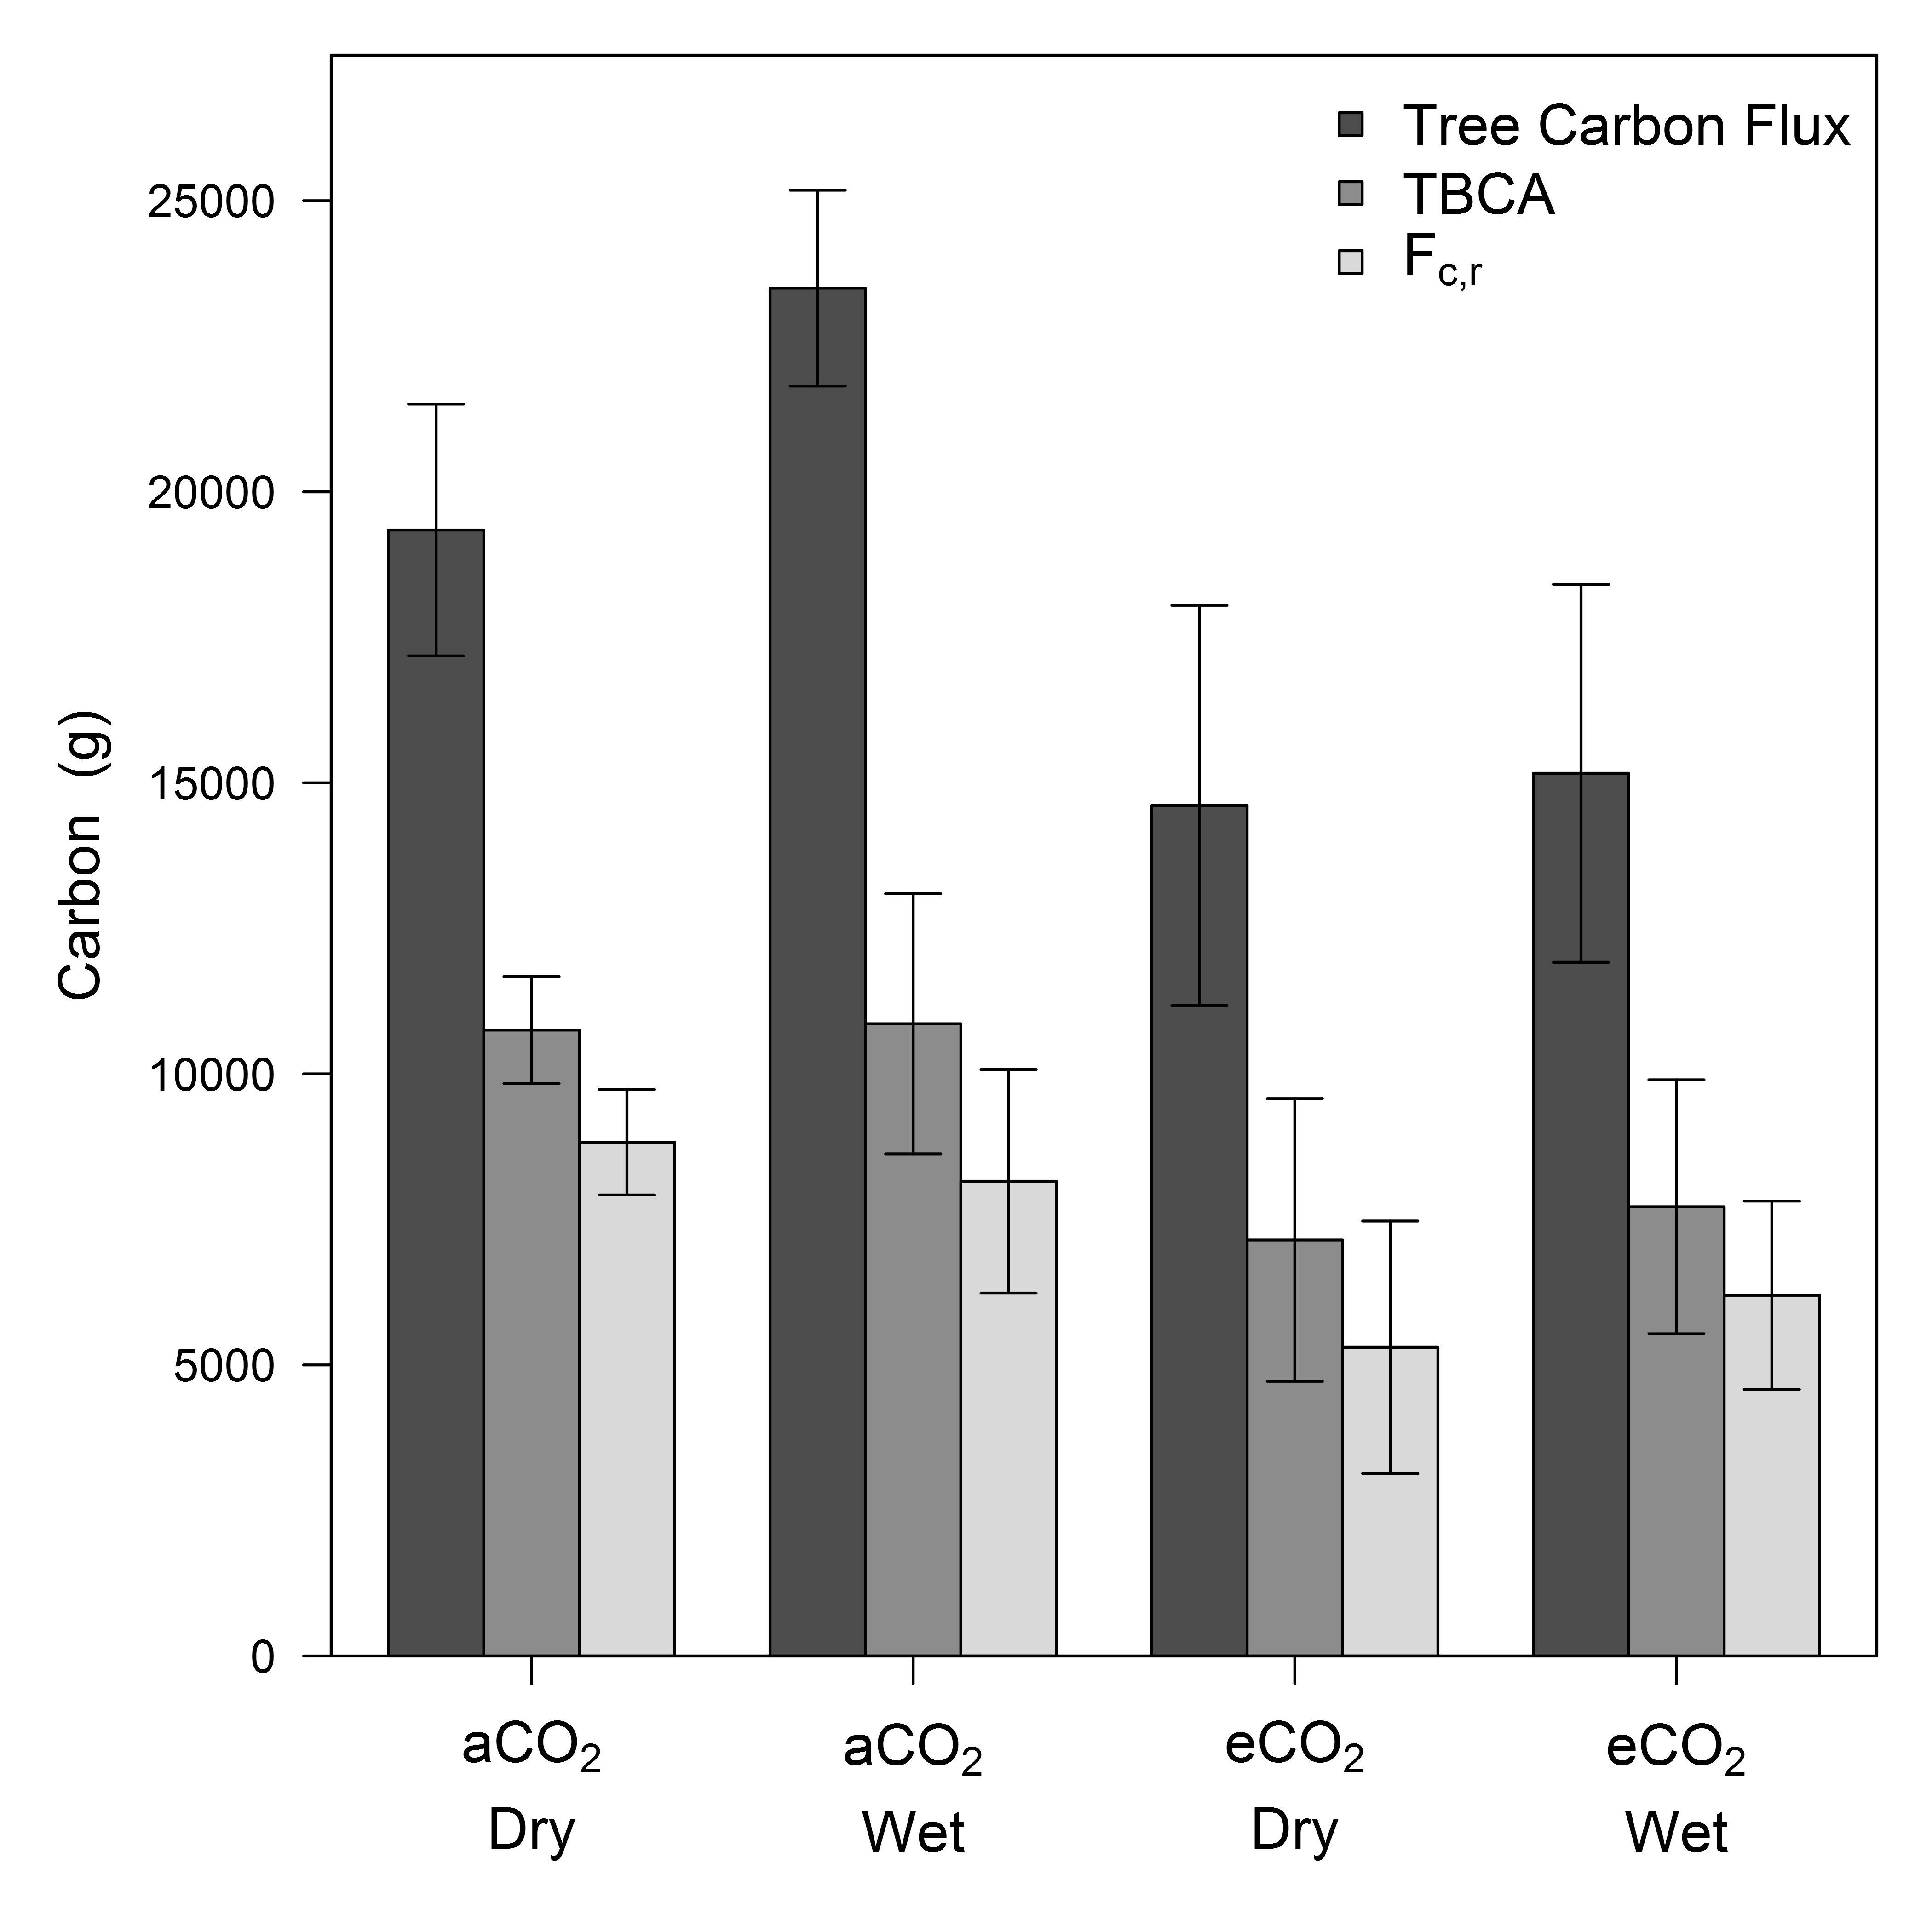 Tree Carbon Flux
TBCA
Fc,r
25000
20000
15000
10000
5000
0
Carbon (g)
aCO2 aCO2 eCO2 eCO2
Dry Wet Dry Wet